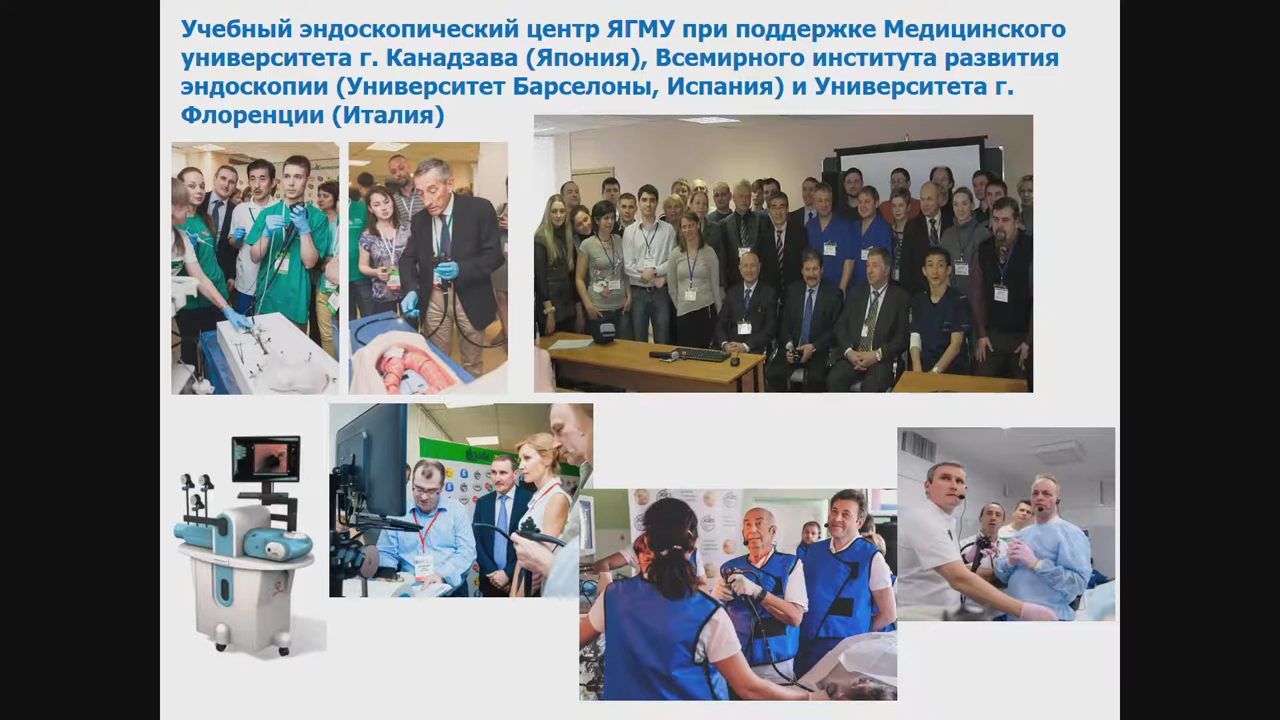 Учебный эндоскопический центр ЯГМУ при поддержке Медицинского
университета г. Канадзава (Япония), Всемирного института развития
эндоскопии (Университет Барселоны, Испания) и Университета г.
Флоренции (Италия)